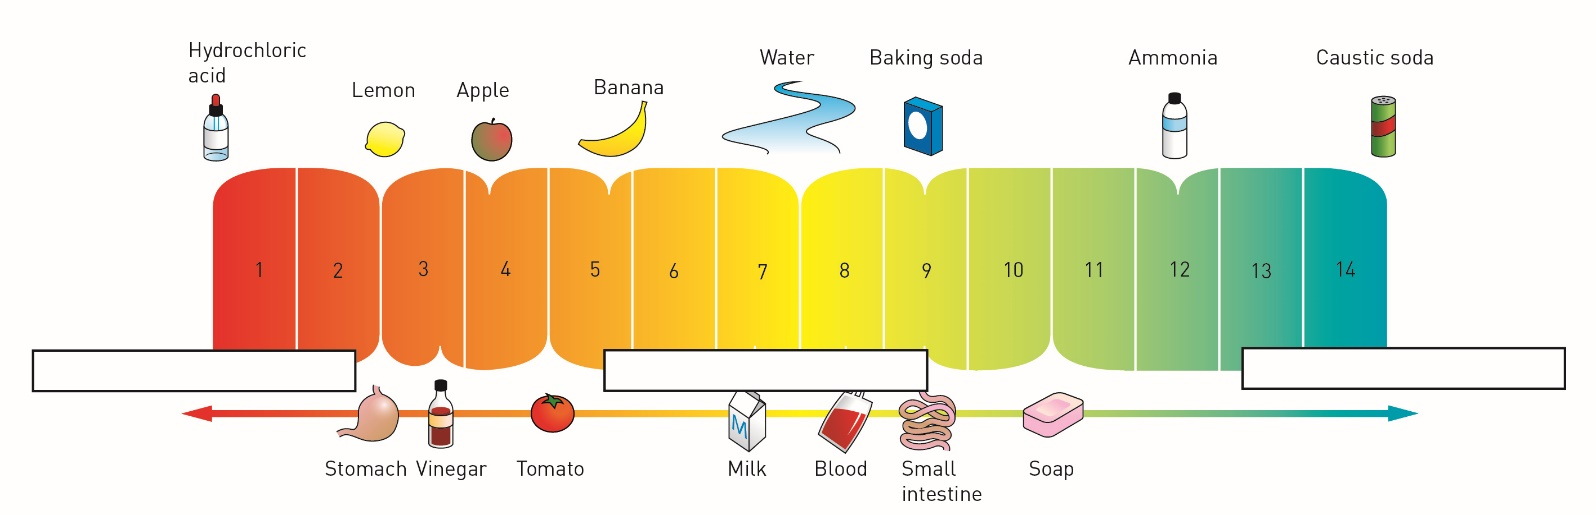 Hydrochloric
acid
Lemon
Apple
Banana
Water
Baking soda
Ammonia
Caustic soda
1 2 3 4 5 6 7 8 9 10 11 12 13 14
M
Stomach Vinegar Tomato Milk Blood Small
intestine
Soap